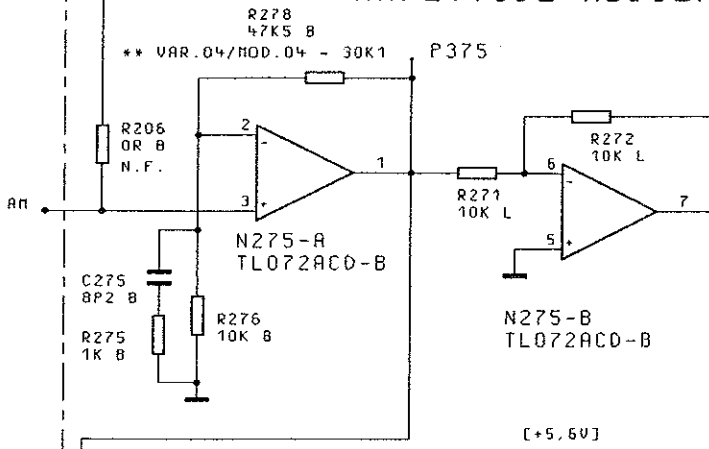 R278
47K5 B
** VAR.04/MOD.04 - 30K1
P375
R206
0R B
N.F.
2
-
1
3
+
AM
R272
10K L
R271
10K L
6
-
7
5
+
N275-A
TL072ACD-B
C275
8P2 B
R275
1K B
R276
10K B
N275-B
TL072ACD-B
[+5,6V]